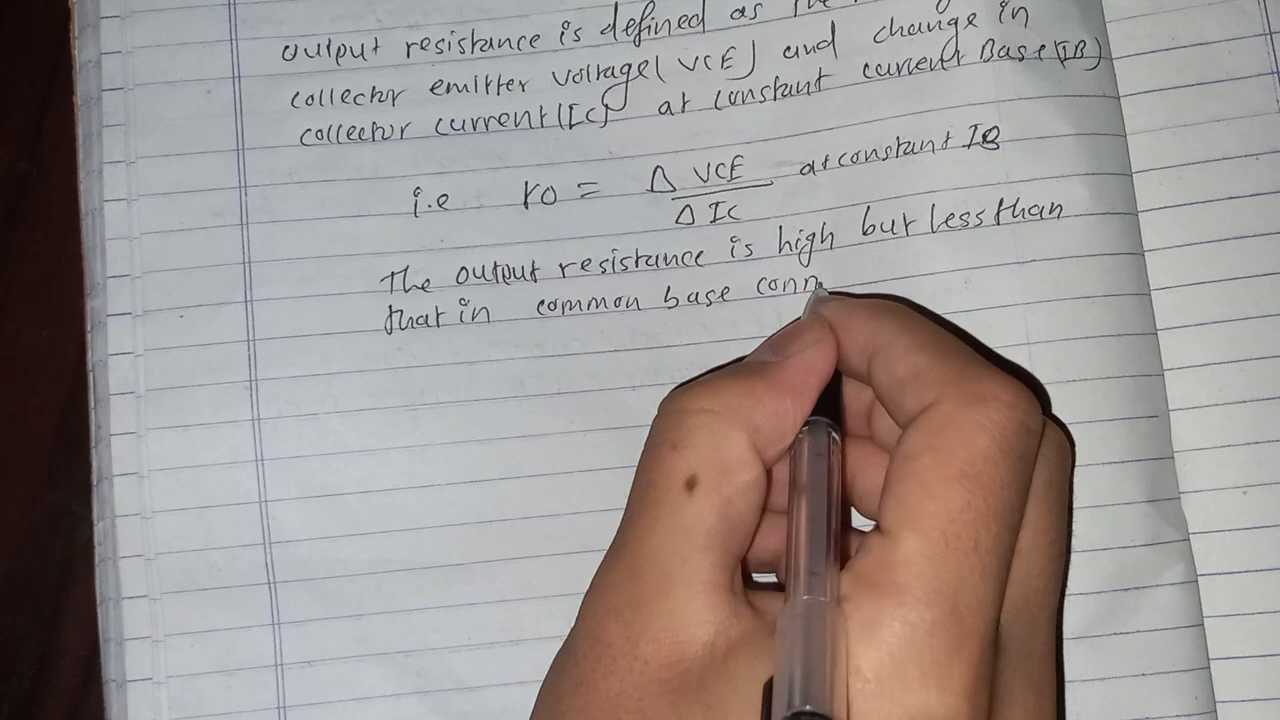 output resistance is defined as the
collector emitter voltage (VCE) and change in
collector current (IC) at constant current Base (IB)
i.e ro = Δ VCE / Δ IC at constant IB
The output resistance is high but less than
that in common base conn